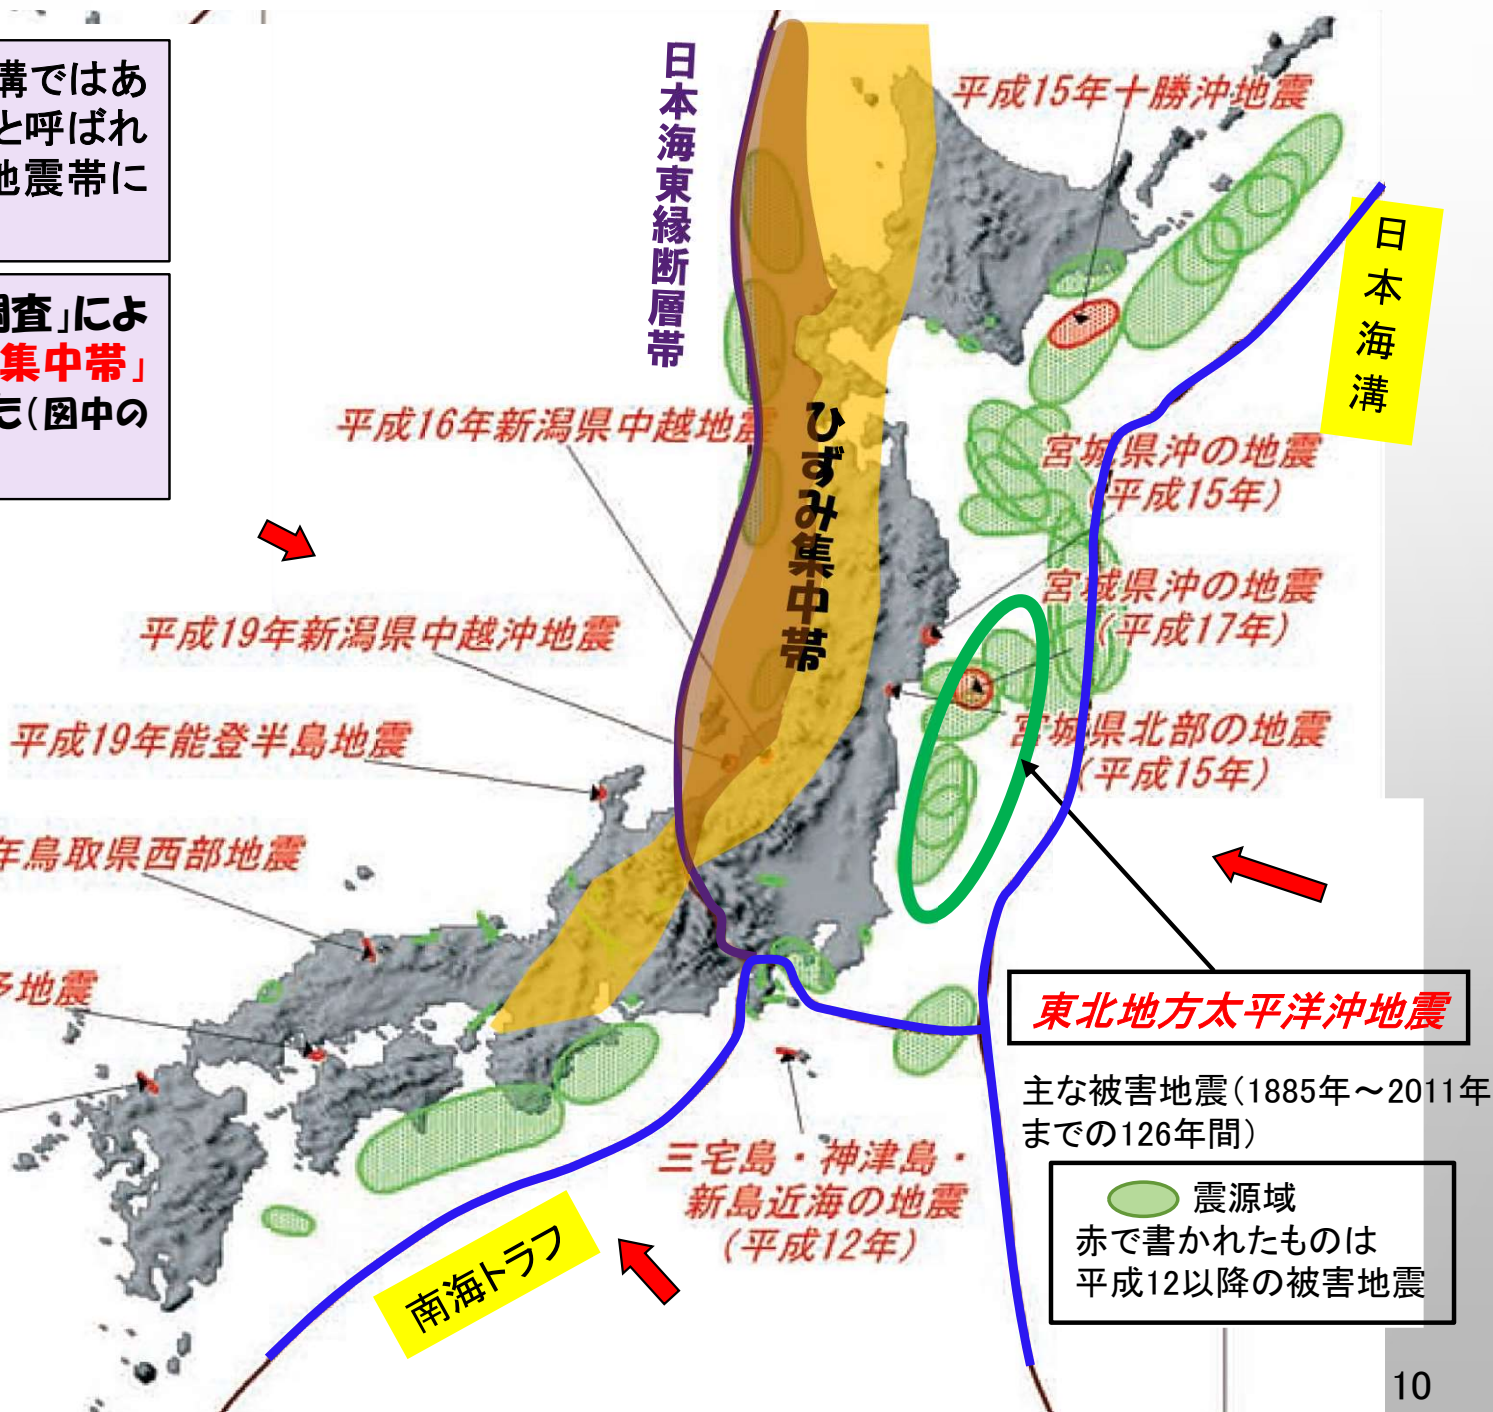 溝ではあ
と呼ばれ
地震帯に
調査」によ
集中帯」
た(図中の
日本海東縁断層帯
ひずみ集中帯
平成15年十勝沖地震
日本海溝
平成16年新潟県中越地震
宮城県沖の地震
(平成15年)
平成19年新潟県中越沖地震
宮城県沖の地震
(平成17年)
平成19年能登半島地震
宮城県北部の地震
(平成15年)
年鳥取県西部地震
予地震
東北地方太平洋沖地震
主な被害地震(1885年～2011年
までの126年間)
三宅島・神津島・
新島近海の地震
(平成12年)
南海トラフ
震源域
赤で書かれたものは
平成12以降の被害地震
10